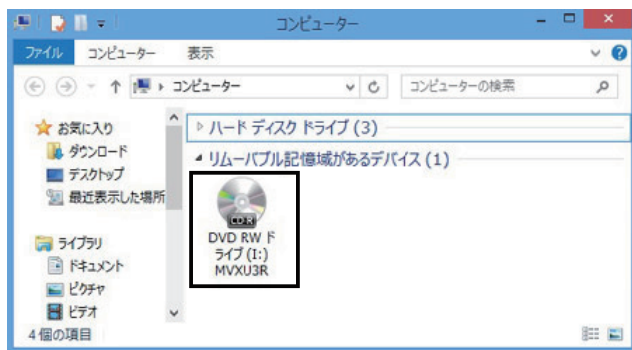 コンピューター
ファイル コンピューター 表示
コンピューター
コンピューターの検索
お気に入り
ダウンロード
デスクトップ
最近表示した場所
ライブラリ
ドキュメント
ピクチャ
ビデオ
ハード ディスク ドライブ (3)
リムーバブル記憶域があるデバイス (1)
CD-R
DVD RW ド
ライブ (I:)
MVXU3R
4 個の項目